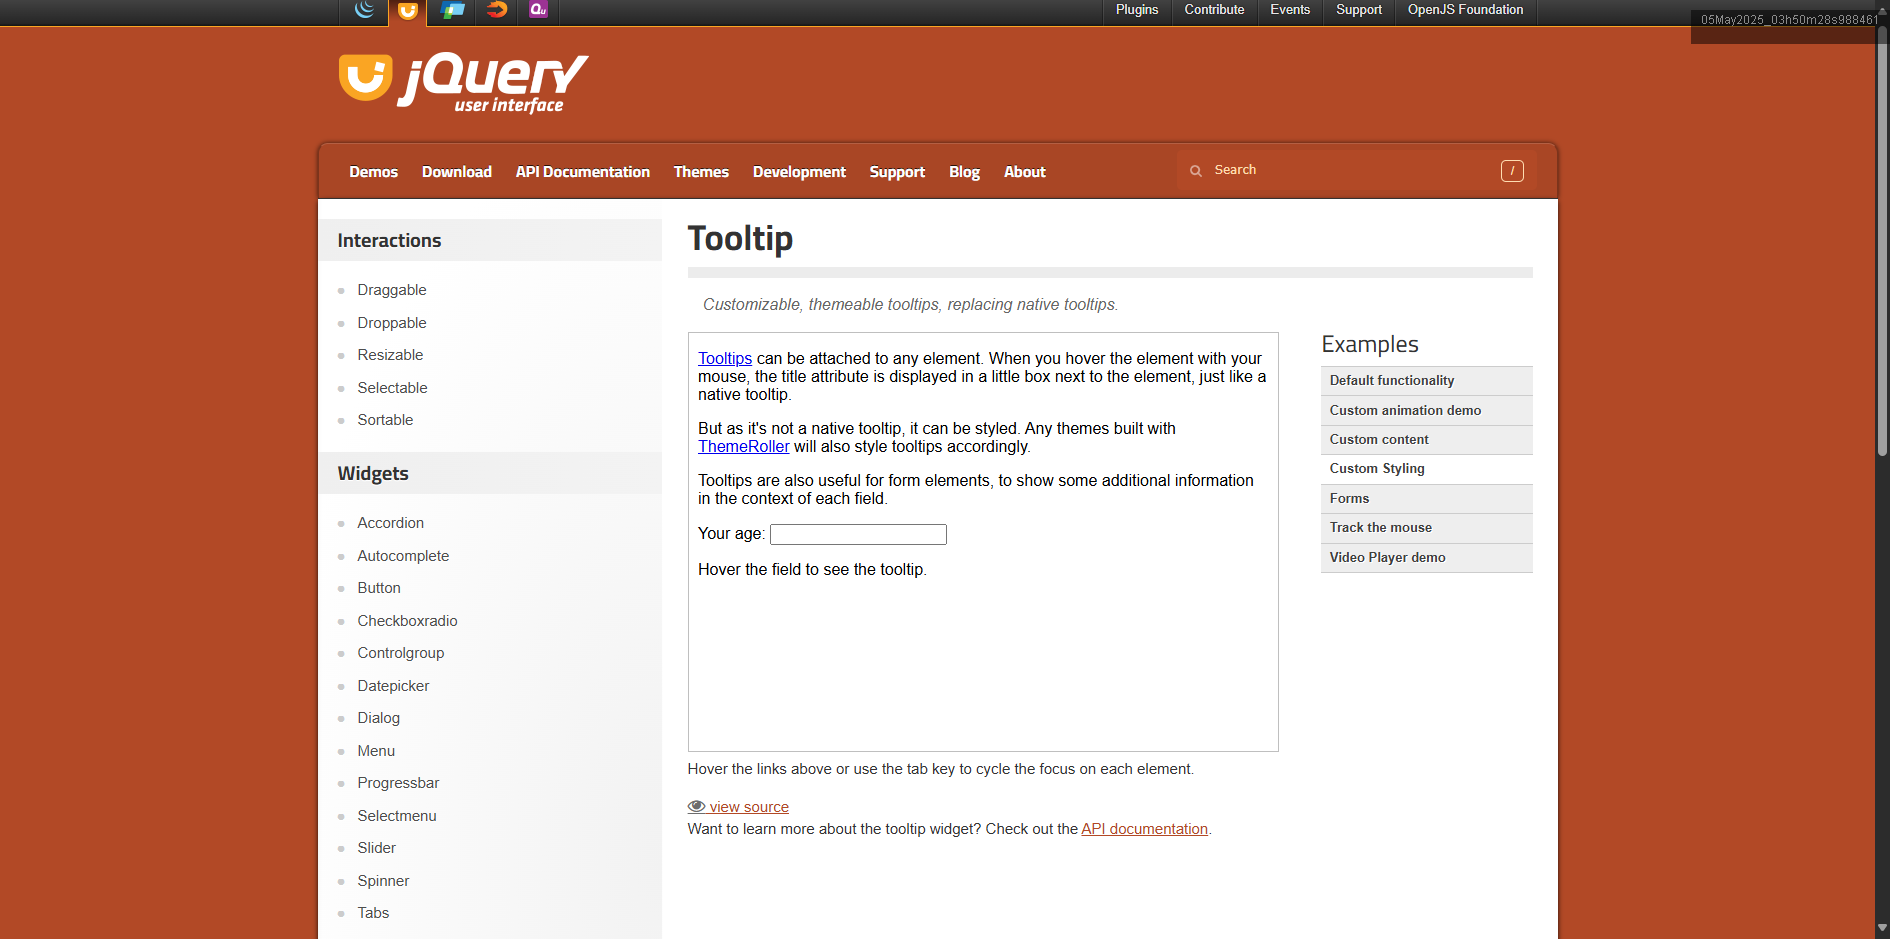 Qu
Plugins
Contribute
Events
Support
OpenJS Foundation
05May2025_03h50m28s988461
jQuery
user interface
Demos
Download
API Documentation
Themes
Development
Support
Blog
About
Search
/
Interactions
Draggable
Droppable
Resizable
Selectable
Sortable
Widgets
Accordion
Autocomplete
Button
Checkboxradio
Controlgroup
Datepicker
Dialog
Menu
Progressbar
Selectmenu
Slider
Spinner
Tabs
Tooltip
Customizable, themeable tooltips, replacing native tooltips.
Tooltips can be attached to any element. When you hover the element with your
mouse, the title attribute is displayed in a little box next to the element, just like a
native tooltip.
But as it's not a native tooltip, it can be styled. Any themes built with
ThemeRoller will also style tooltips accordingly.
Tooltips are also useful for form elements, to show some additional information
in the context of each field.
Your age:
Hover the field to see the tooltip.
Hover the links above or use the tab key to cycle the focus on each element.
view source
Want to learn more about the tooltip widget? Check out the API documentation.
Examples
Default functionality
Custom animation demo
Custom content
Custom Styling
Forms
Track the mouse
Video Player demo